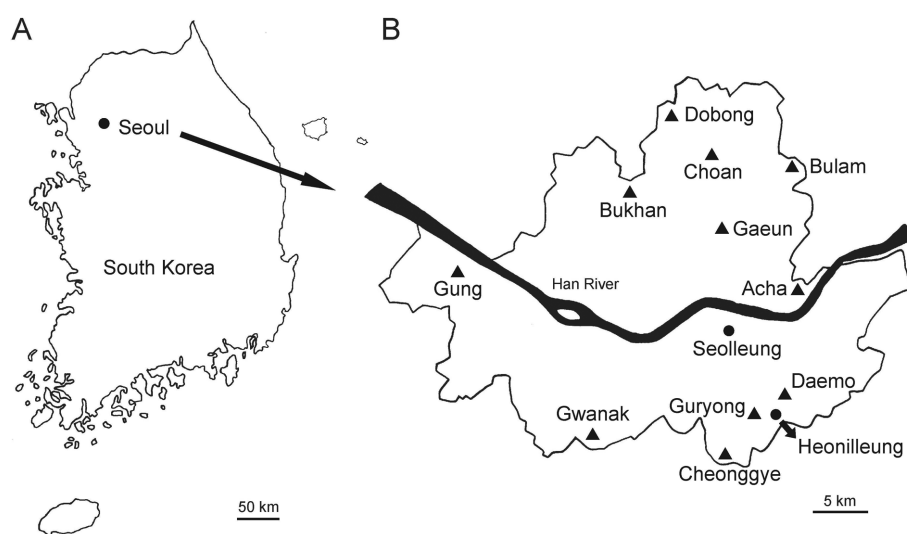 A
B
Seoul
South Korea
50 km
Dobong
Choan
Bulam
Bukhan
Gaeun
Gung
Han River
Acha
Seolleung
Daemo
Gwanak
Guryong
Heonilleung
Cheonggye
5 km